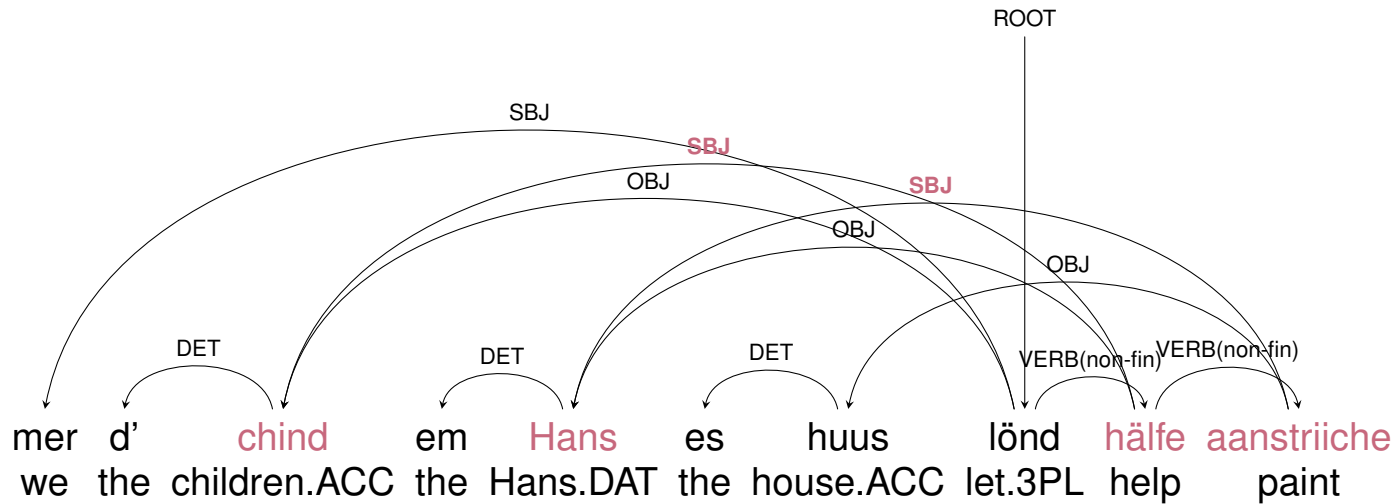 ROOT
SBJ
SBJ
OBJ
SBJ
OBJ
OBJ
DET
DET
DET
VERB(non-fin)
VERB(non-fin)
mer d' chind em Hans es huus lönd hälfe aanstriiche
we the children.ACC the Hans.DAT the house.ACC let.3PL help paint